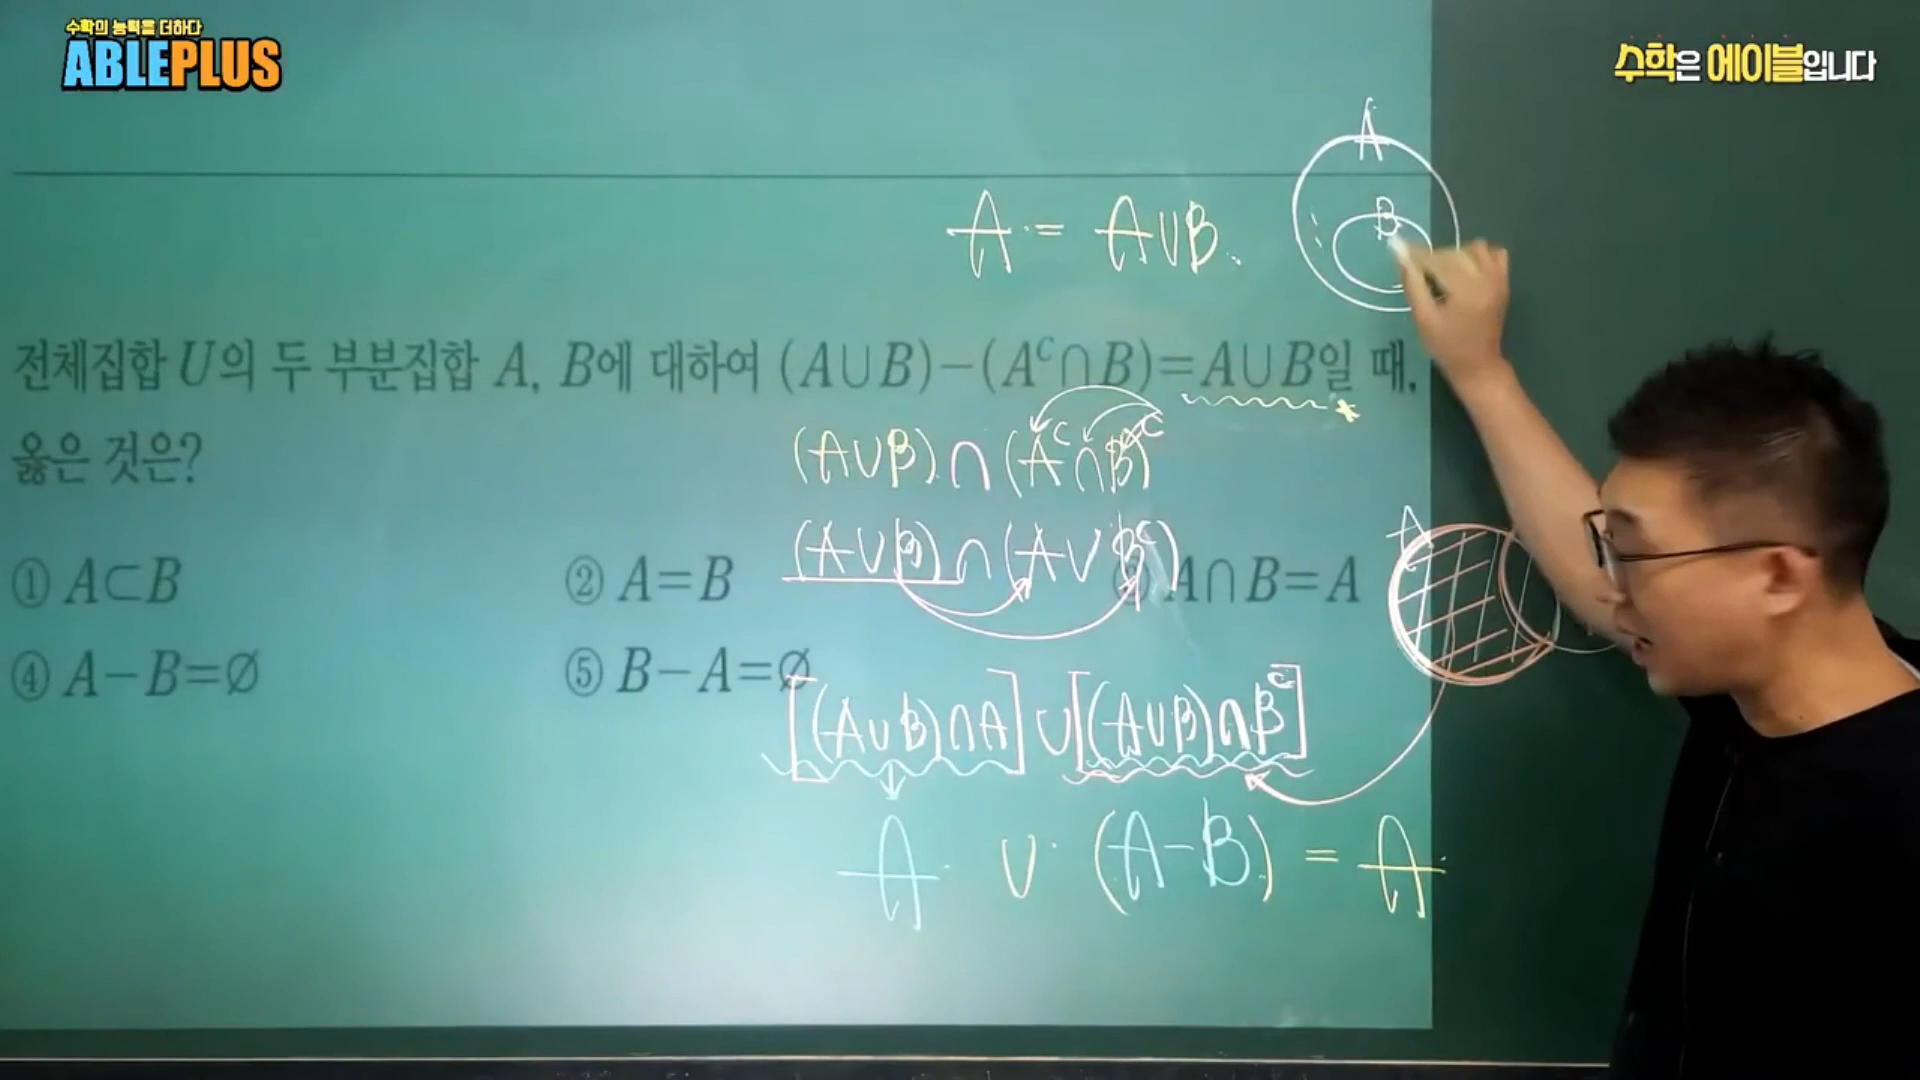 수학의 능력을 더하다
ABLEPLUS
수학은 에이블입니다
A
B
A = A∪B
전체집합 U의 두 부분집합 A, B에 대하여 (A∪B)−(Aᶜ∩B)=A∪B일 때,
옳은 것은?
(A∪B)∩(Aᶜ∩B)ᶜ
(A∪B)∩(A∪Bᶜ)
A
① A⊂B ② A=B ③ A∩B=A
④ A−B=∅ ⑤ B−A=∅
[(A∪B)∩A]∪[(A∪B)∩Bᶜ]
A ∪ (A−B) = A